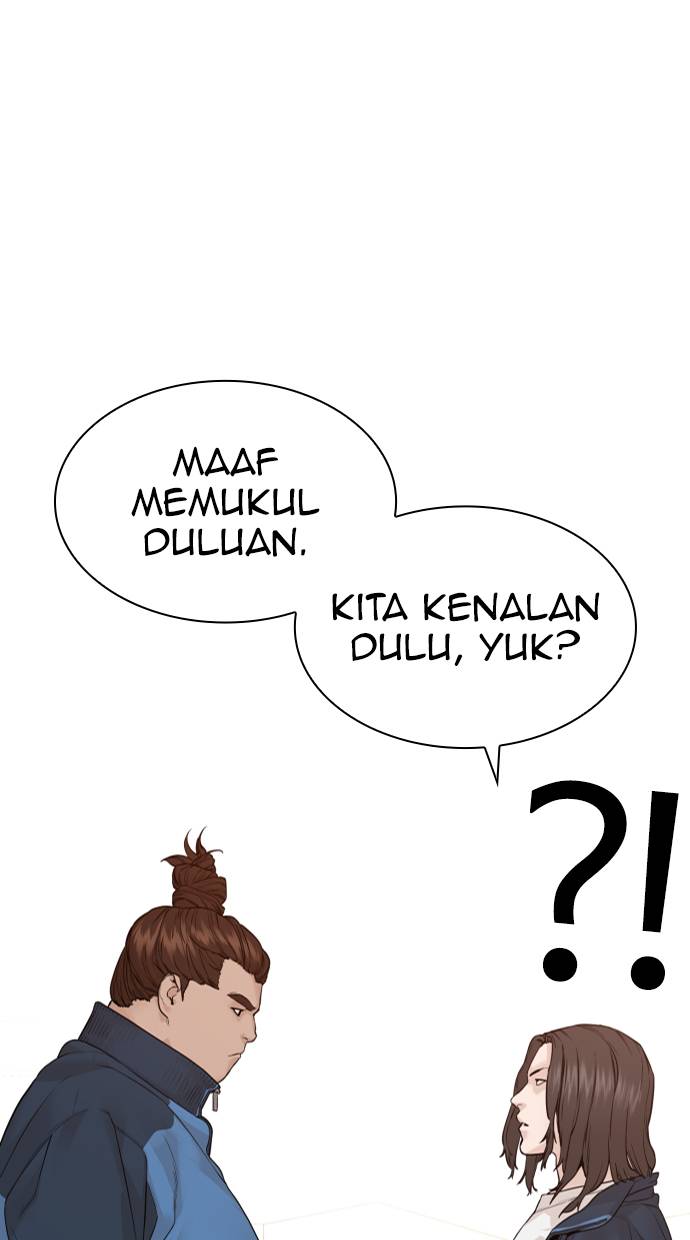 MAAF
MEMUKUL
DULUAN.
KITA KENALAN
DULU, YUK?
?!